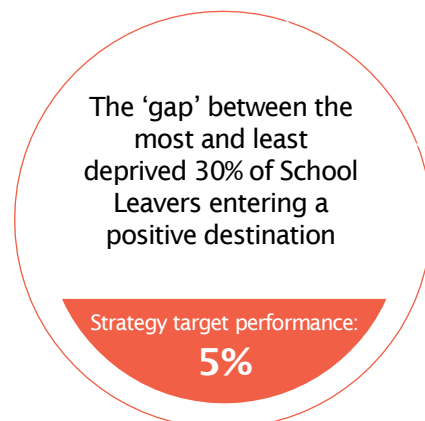 The ‘gap’ between the
most and least
deprived 30% of School
Leavers entering a
positive destination
Strategy target performance:
5%